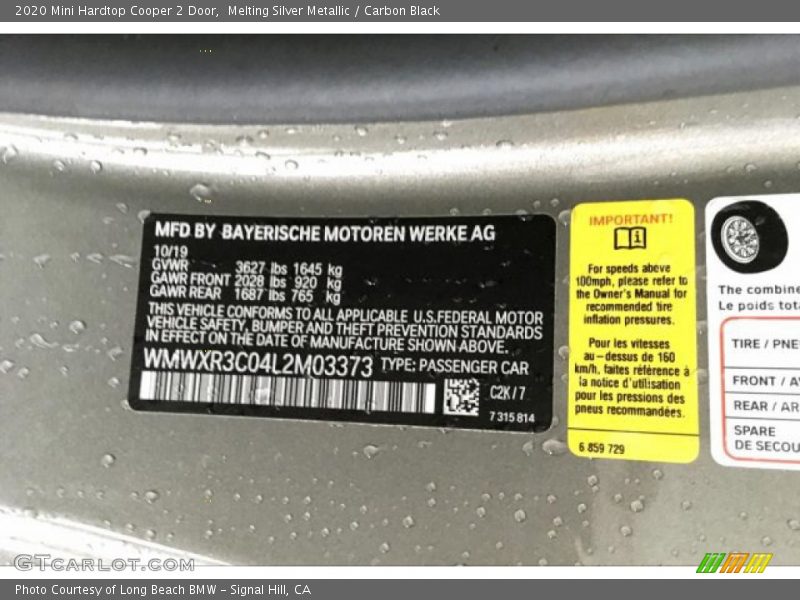 2020 Mini Hardtop Cooper 2 Door,  Melting Silver Metallic / Carbon Black
MFD BY BAYERISCHE MOTOREN WERKE AG
10/19
GVWR 3627 lbs 1645 kg
GAWR FRONT 2028 lbs 920 kg
GAWR REAR 1687 lbs 765 kg
THIS VEHICLE CONFORMS TO ALL APPLICABLE U.S.FEDERAL MOTOR
VEHICLE SAFETY, BUMPER AND THEFT PREVENTION STANDARDS
IN EFFECT ON THE DATE OF MANUFACTURE SHOWN ABOVE.
WMWXR3C04L2M03373 TYPE: PASSENGER CAR
C2K / 7
7 315 814
IMPORTANT!
For speeds above
100mph, please refer to
the Owner's Manual for
recommended tire
inflation pressures.
Pour les vitesses
au-dessus de 160
km/h, faites référence à
la notice d'utilisation
pour les pressions des
pneus recommandées.
6 859 729
The combine
Le poids tota
TIRE / PNE
FRONT / AV
REAR / AR
SPARE
DE SECOU
GTCARLOT.COM
Photo Courtesy of Long Beach BMW - Signal Hill, CA